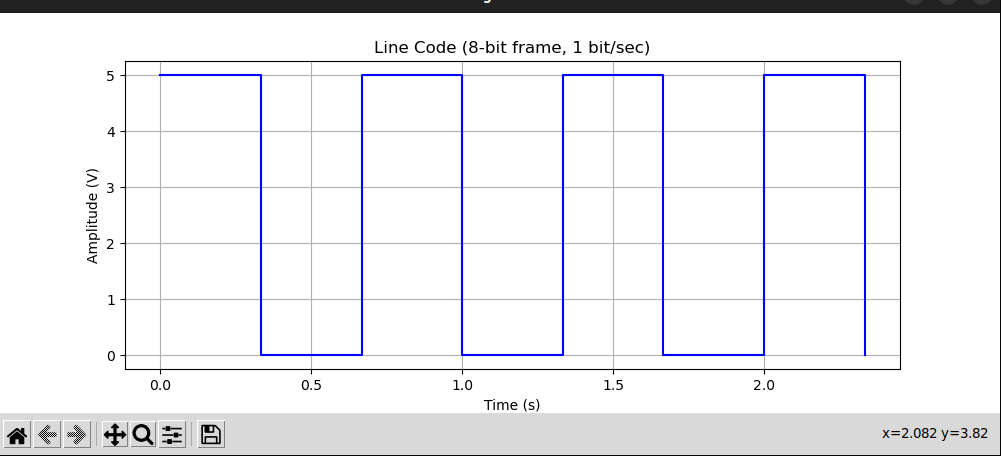 Line Code (8-bit frame, 1 bit/sec)
5
4
3
2
1
0
Amplitude (V)
0.0 0.5 1.0 1.5 2.0
Time (s)
x=2.082 y=3.82